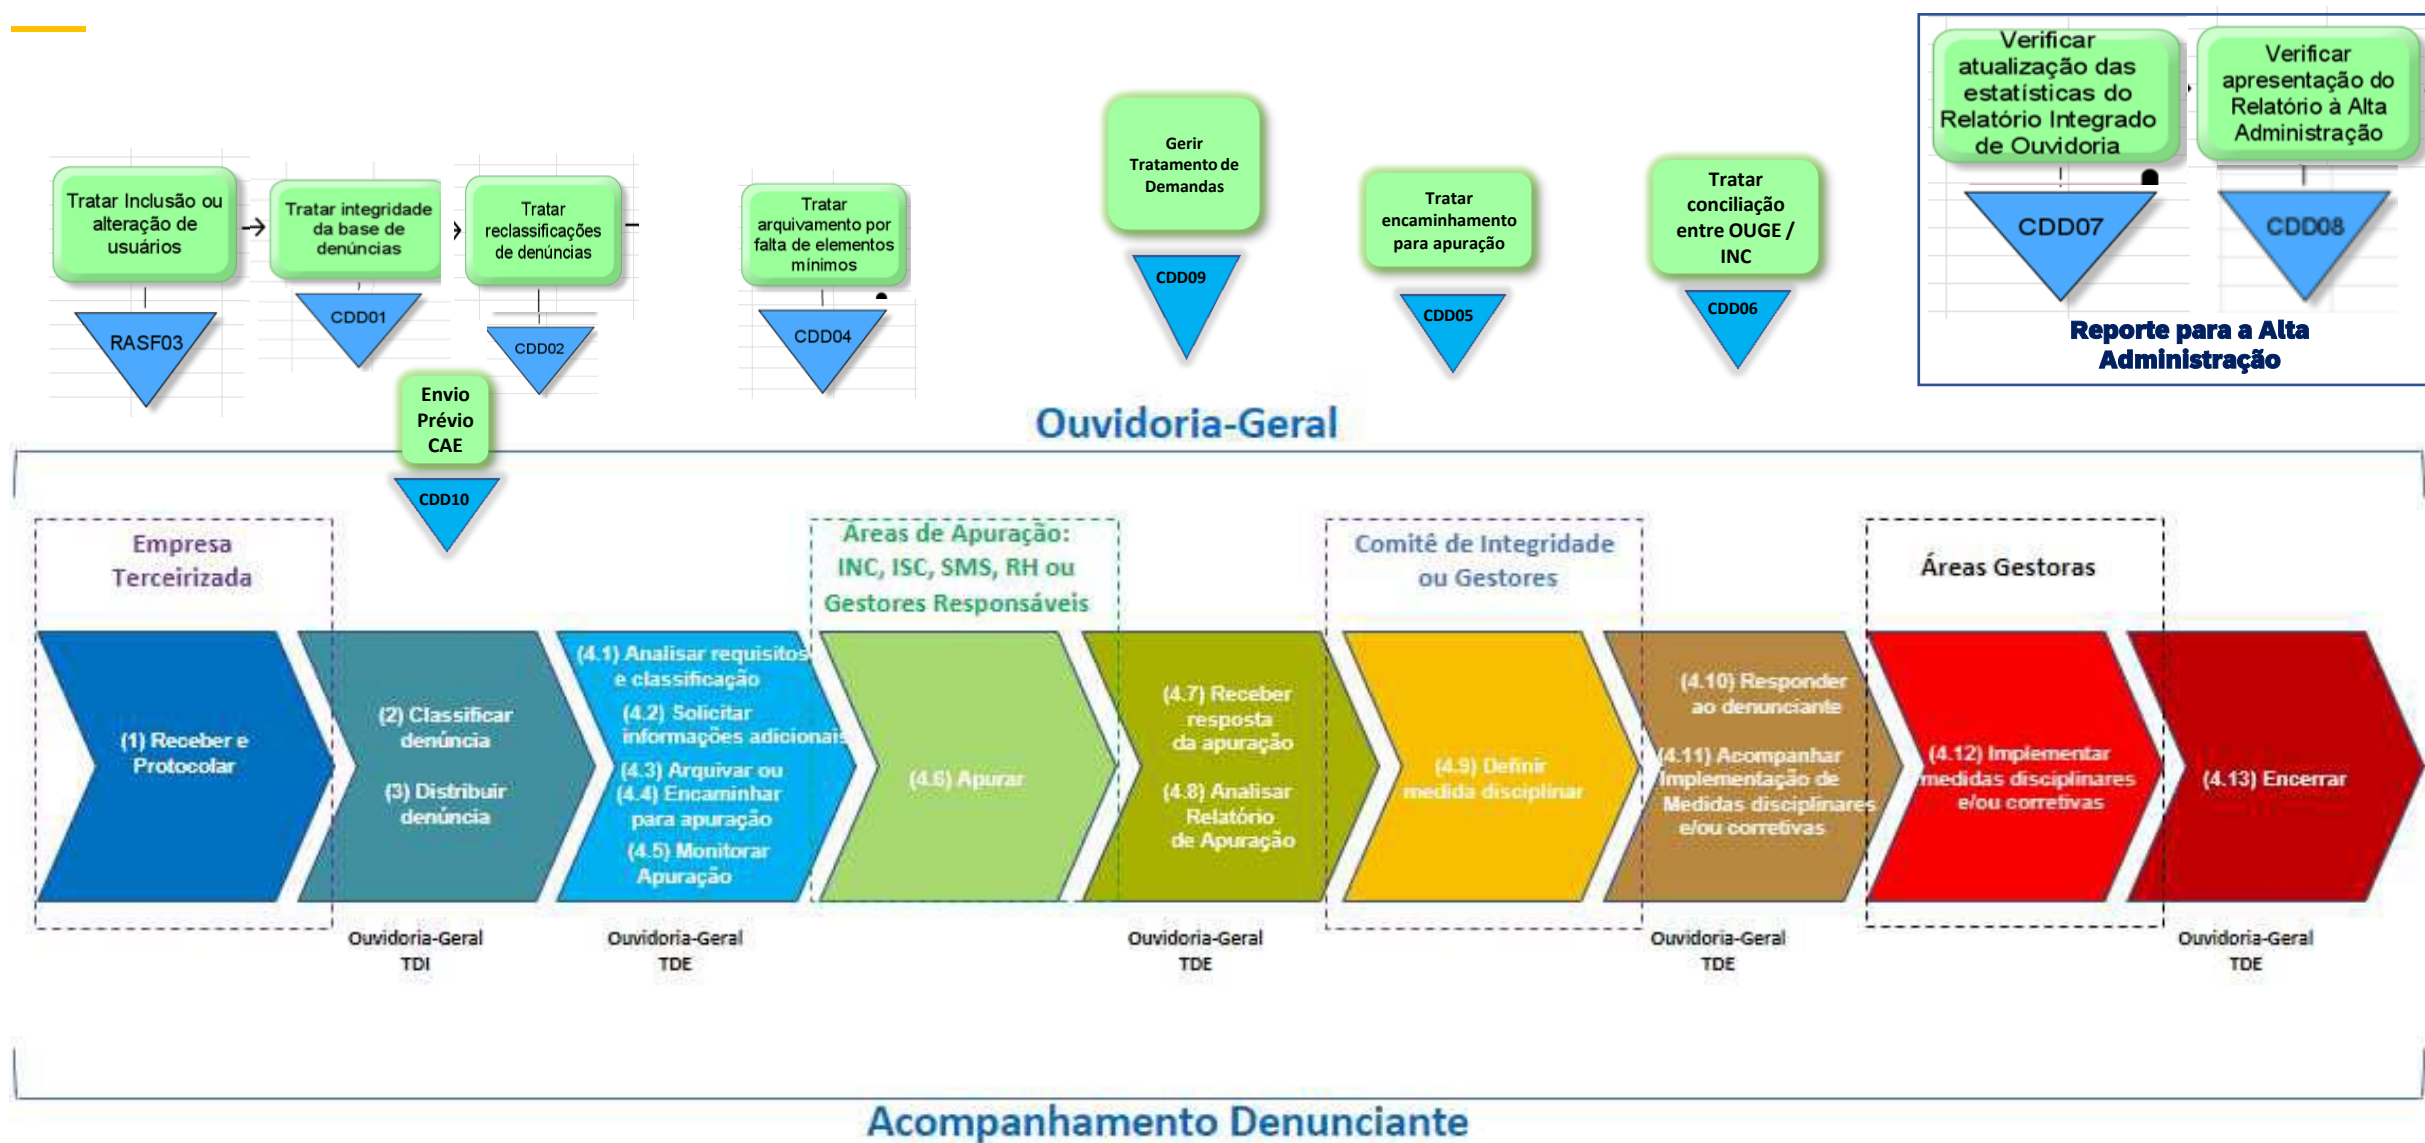 Tratar Inclusão ou
alteração de
usuários
RASF03
Tratar integridade
da base de
denúncias
CDD01
Tratar
reclassificações
de denúncias
CDD02
Tratar
arquivamento por
falta de elementos
mínimos
CDD04
Gerir
Tratamento de
Demandas
CDD09
Tratar
encaminhamento
para apuração
CDD05
Tratar
conciliação
entre OUGE /
INC
CDD06
Verificar
atualização das
estatísticas do
Relatório Integrado
de Ouvidoria
CDD07
Verificar
apresentação do
Relatório à Alta
Administração
CDD08
Reporte para a Alta
Administração
Envio
Prévio
CAE
CDD10
Ouvidoria-Geral
Empresa
Terceirizada
Áreas de Apuração:
INC, ISC, SMS, RH ou
Gestores Responsáveis
Comitê de Integridade
ou Gestores
Áreas Gestoras
(1) Receber e
Protocolar
(2) Classificar
denúncia
(3) Distribuir
denúncia
(4.1) Analisar requisitos
e classificação
(4.2) Solicitar
informações adicionais
(4.3) Arquivar ou
(4.4) Encaminhar
para apuração
(4.5) Monitorar
Apuração
(4.6) Apurar
(4.7) Receber
resposta
da apuração
(4.8) Analisar
Relatório
de Apuração
(4.9) Definir
medida disciplinar
(4.10) Responder
ao denunciante
(4.11) Acompanhar
Implementação de
Medidas disciplinares
e/ou corretivas
(4.12) Implementar
medidas disciplinares
e/ou corretivas
(4.13) Encerrar
Ouvidoria-Geral
TDI
Ouvidoria-Geral
TDE
Ouvidoria-Geral
TDE
Ouvidoria-Geral
TDE
Ouvidoria-Geral
TDE
Acompanhamento Denunciante